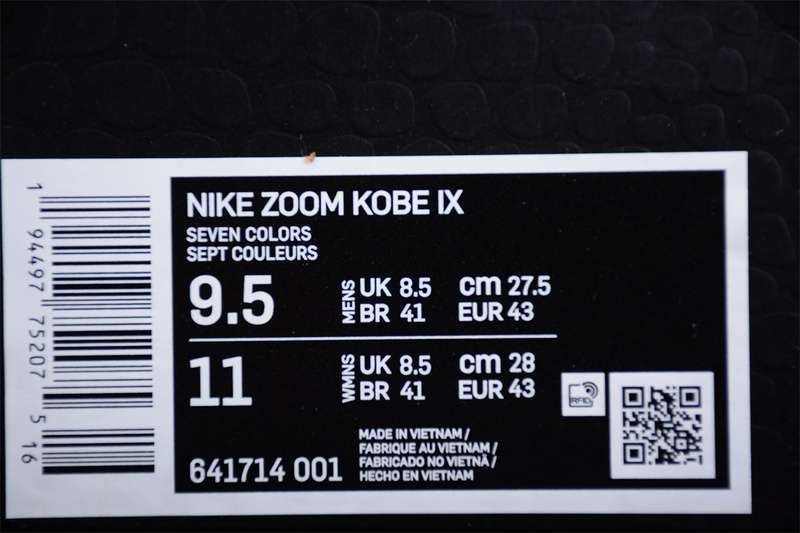 1 94497 75207 5 16
NIKE ZOOM KOBE IX
SEVEN COLORS
SEPT COULEURS
9.5
MENS
UK 8.5 cm 27.5
BR 41 EUR 43
11
WMNS
UK 8.5 cm 28
BR 41 EUR 43
RFID
641714 001
MADE IN VIETNAM /
FABRIQUE AU VIETNAM /
FABRICADO NO VIETNÃ /
HECHO EN VIETNAM